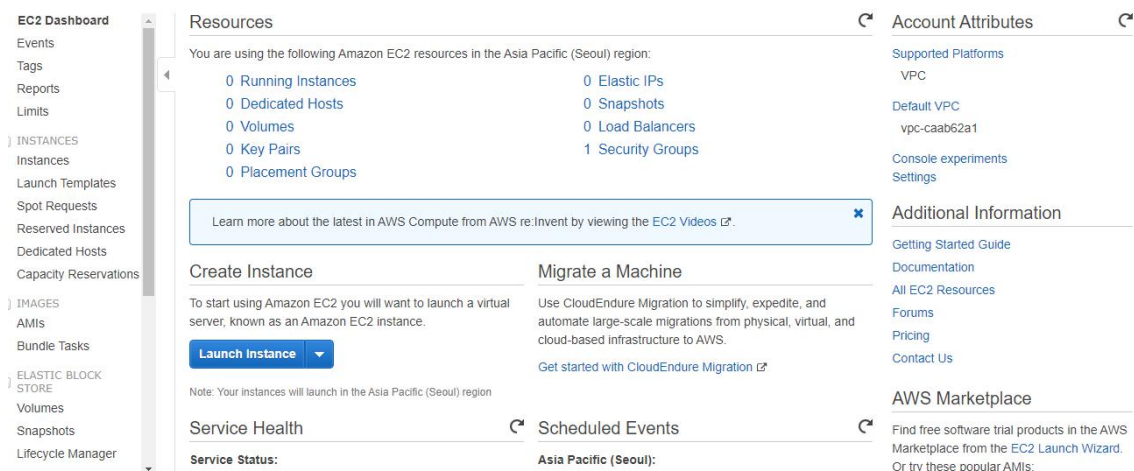 EC2 Dashboard
Events
Tags
Reports
Limits
INSTANCES
Instances
Launch Templates
Spot Requests
Reserved Instances
Dedicated Hosts
Capacity Reservations
IMAGES
AMIs
Bundle Tasks
ELASTIC BLOCK
STORE
Volumes
Snapshots
Lifecycle Manager
Resources
You are using the following Amazon EC2 resources in the Asia Pacific (Seoul) region:
0 Running Instances
0 Dedicated Hosts
0 Volumes
0 Key Pairs
0 Placement Groups
0 Elastic IPs
0 Snapshots
0 Load Balancers
1 Security Groups
Learn more about the latest in AWS Compute from AWS re:Invent by viewing the EC2 Videos.
Create Instance
To start using Amazon EC2 you will want to launch a virtual
server, known as an Amazon EC2 instance.
Launch Instance
Note: Your instances will launch in the Asia Pacific (Seoul) region
Migrate a Machine
Use CloudEndure Migration to simplify, expedite, and
automate large-scale migrations from physical, virtual, and
cloud-based infrastructure to AWS.
Get started with CloudEndure Migration
Service Health
Service Status:
Scheduled Events
Asia Pacific (Seoul):
Account Attributes
Supported Platforms
VPC
Default VPC
vpc-caab62a1
Console experiments
Settings
Additional Information
Getting Started Guide
Documentation
All EC2 Resources
Forums
Pricing
Contact Us
AWS Marketplace
Find free software trial products in the AWS
Marketplace from the EC2 Launch Wizard.
Or try these popular AMIs: